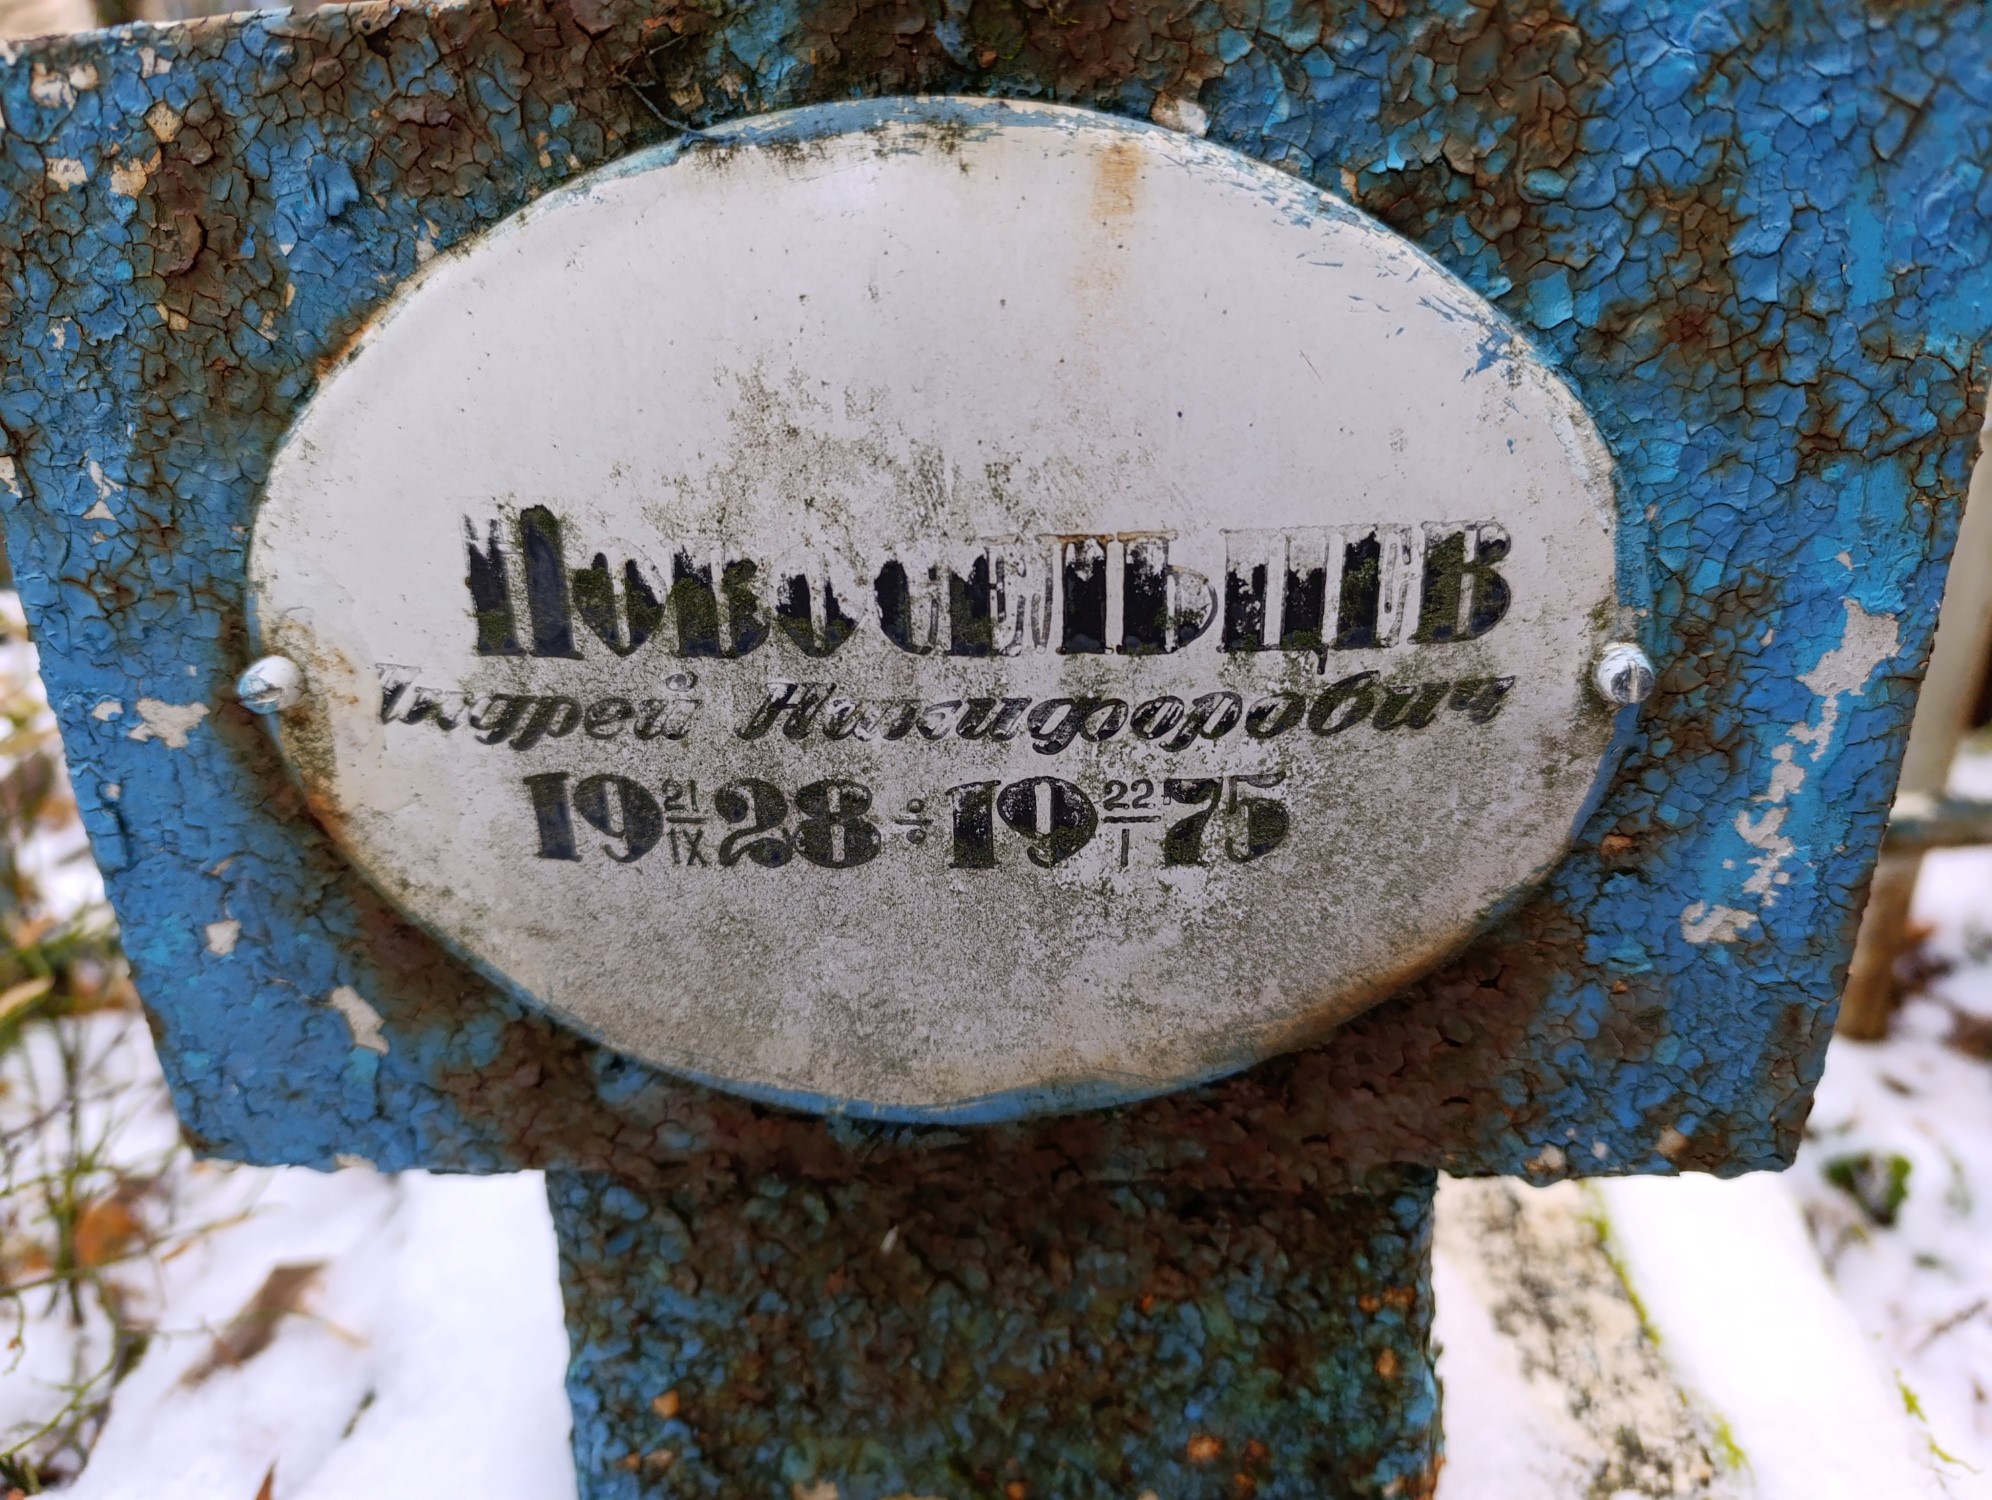 Новосельцев
Андрей Никифорович
19 21/IX 28 ÷ 19 22/I 75